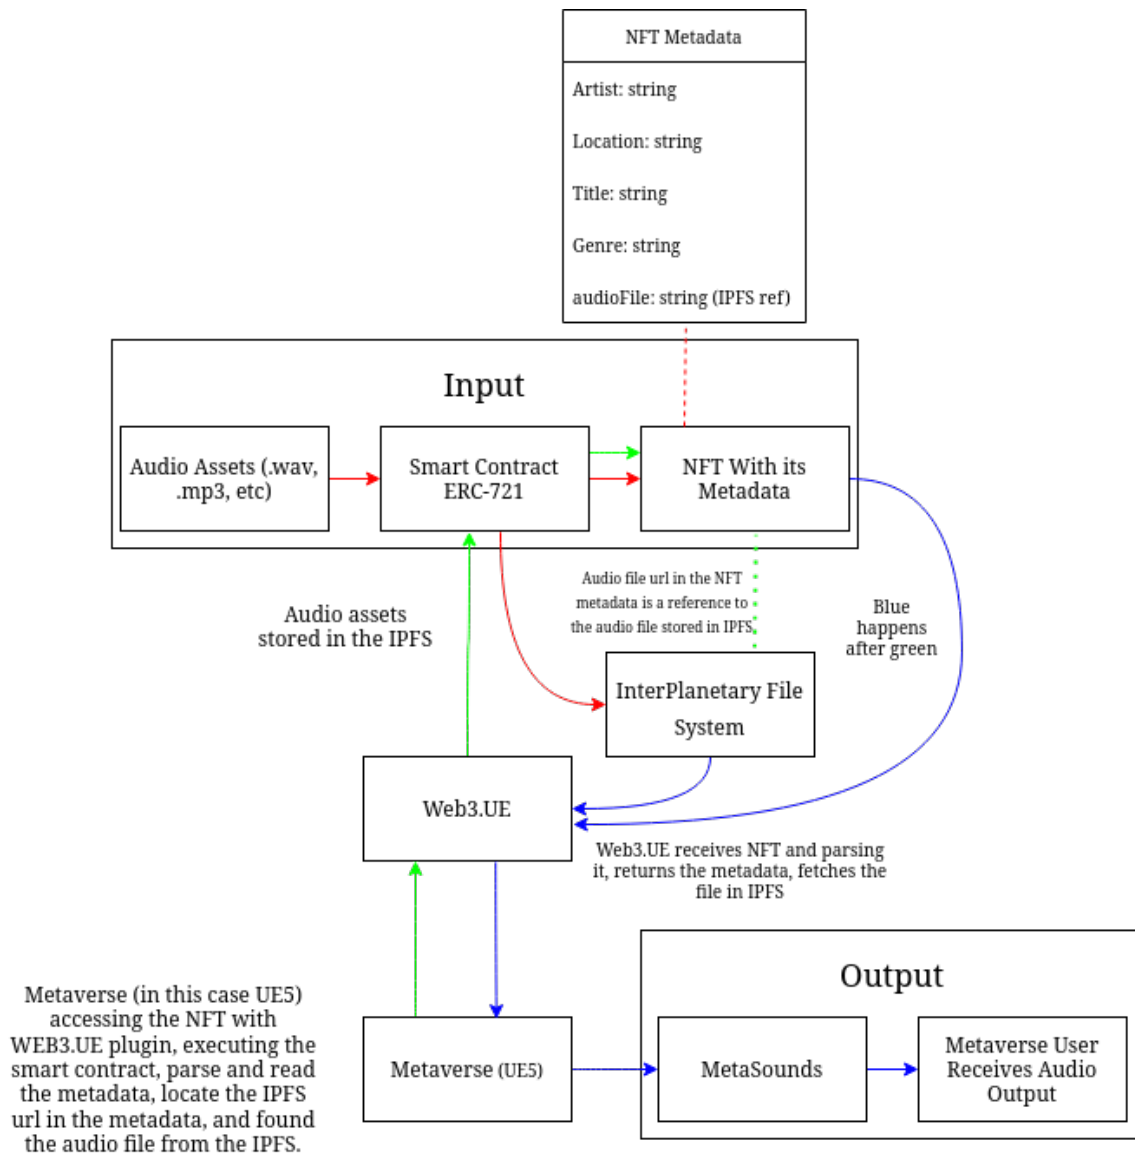 NFT Metadata
Artist: string
Location: string
Title: string
Genre: string
audioFile: string (IPFS ref)
Input
Audio Assets (.wav,
.mp3, etc)
Smart Contract
ERC-721
NFT With its
Metadata
Audio assets
stored in the IPFS
Audio file url in the NFT
metadata is a reference to
the audio file stored in IPFS
Blue
happens
after green
InterPlanetary File
System
Web3.UE
Web3.UE receives NFT and parsing
it, returns the metadata, fetches the
file in IPFS
Metaverse (in this case UE5)
accessing the NFT with
WEB3.UE plugin, executing the
smart contract, parse and read
the metadata, locate the IPFS
url in the metadata, and found
the audio file from the IPFS.
Metaverse (UE5)
Output
MetaSounds
Metaverse User
Receives Audio
Output